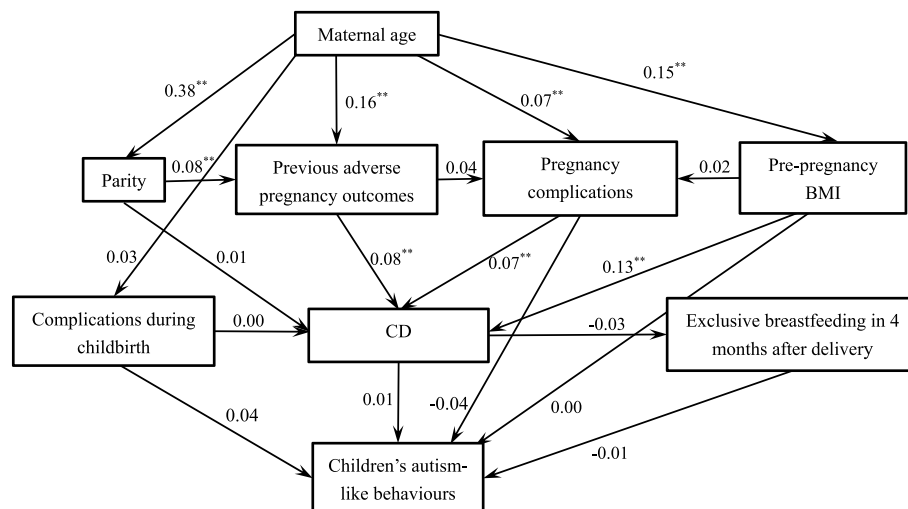 Maternal age
0.15**
0.38**
0.16**
0.07**
Parity
0.08**
Previous adverse
pregnancy outcomes
0.04
Pregnancy
complications
0.02
Pre-pregnancy
BMI
0.03
0.01
0.08**
0.07**
0.13**
Complications during
childbirth
0.00
CD
-0.03
Exclusive breastfeeding in 4
months after delivery
0.04
0.01
-0.04
0.00
-0.01
Children’s autism-
like behaviours